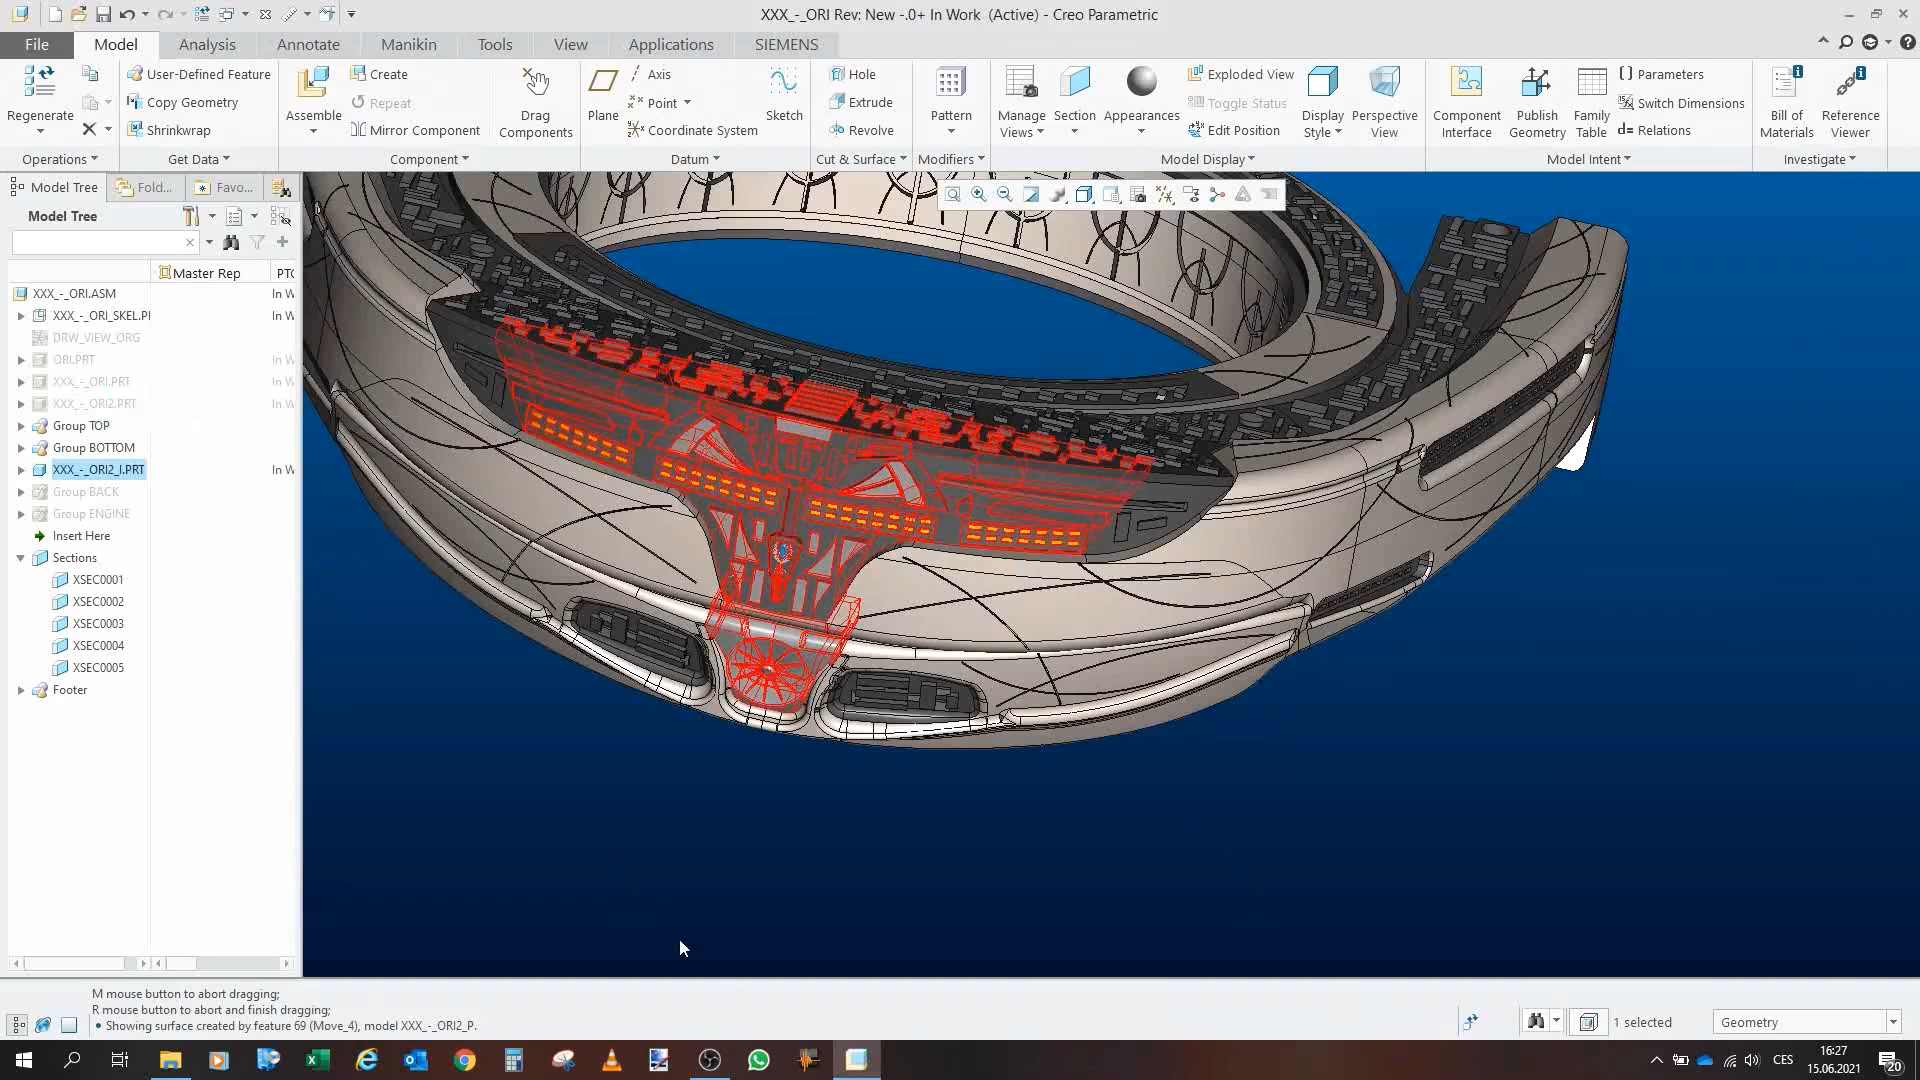 XXX_-_ORI Rev: New -.0+ In Work (Active) - Creo Parametric
File
Model
Analysis
Annotate
Manikin
Tools
View
Applications
SIEMENS
Regenerate
User-Defined Feature
Copy Geometry
Shrinkwrap
Assemble
Create
Repeat
Mirror Component
Drag
Components
Plane
Axis
Point
Coordinate System
Sketch
Hole
Extrude
Revolve
Pattern
Manage
Views
Section
Appearances
Exploded View
Toggle Status
Edit Position
Display
Style
Perspective
View
Component
Interface
Publish
Geometry
Family
Table
Parameters
Switch Dimensions
d= Relations
Bill of
Materials
Reference
Viewer
Operations
Get Data
Component
Datum
Cut & Surface
Modifiers
Model Display
Model Intent
Investigate
Model Tree
Fold...
Favo...
Model Tree
Master Rep
PTC
XXX_-_ORI.ASM
In W
XXX_-_ORI_SKEL.P
In W
DRW_VIEW_ORG
ORI.PRT
In W
XXX_-_ORI.PRT
In W
XXX_-_ORI2.PRT
In W
Group TOP
Group BOTTOM
XXX_-_ORI2_I.PRT
In W
Group BACK
Group ENGINE
Insert Here
Sections
XSEC0001
XSEC0002
XSEC0003
XSEC0004
XSEC0005
Footer
M mouse button to abort dragging;
R mouse button to abort and finish dragging;
• Showing surface created by feature 69 (Move_4), model XXX_-_ORI2_P.
1 selected
Geometry
CES
16:27
15.06.2021
20